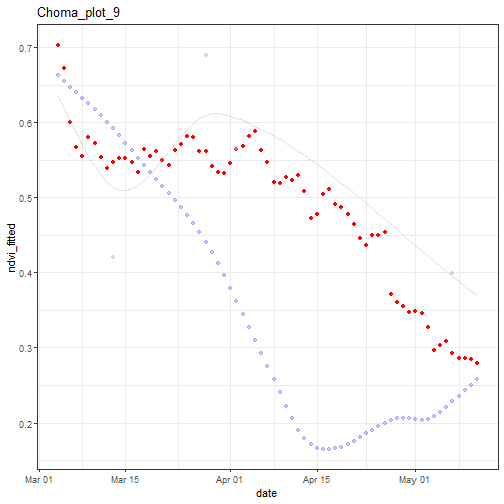 Choma_plot_9
0.7
0.6
0.5
0.4
0.3
0.2
ndvi_fitted
Mar 01
Mar 15
Apr 01
Apr 15
May 01
date